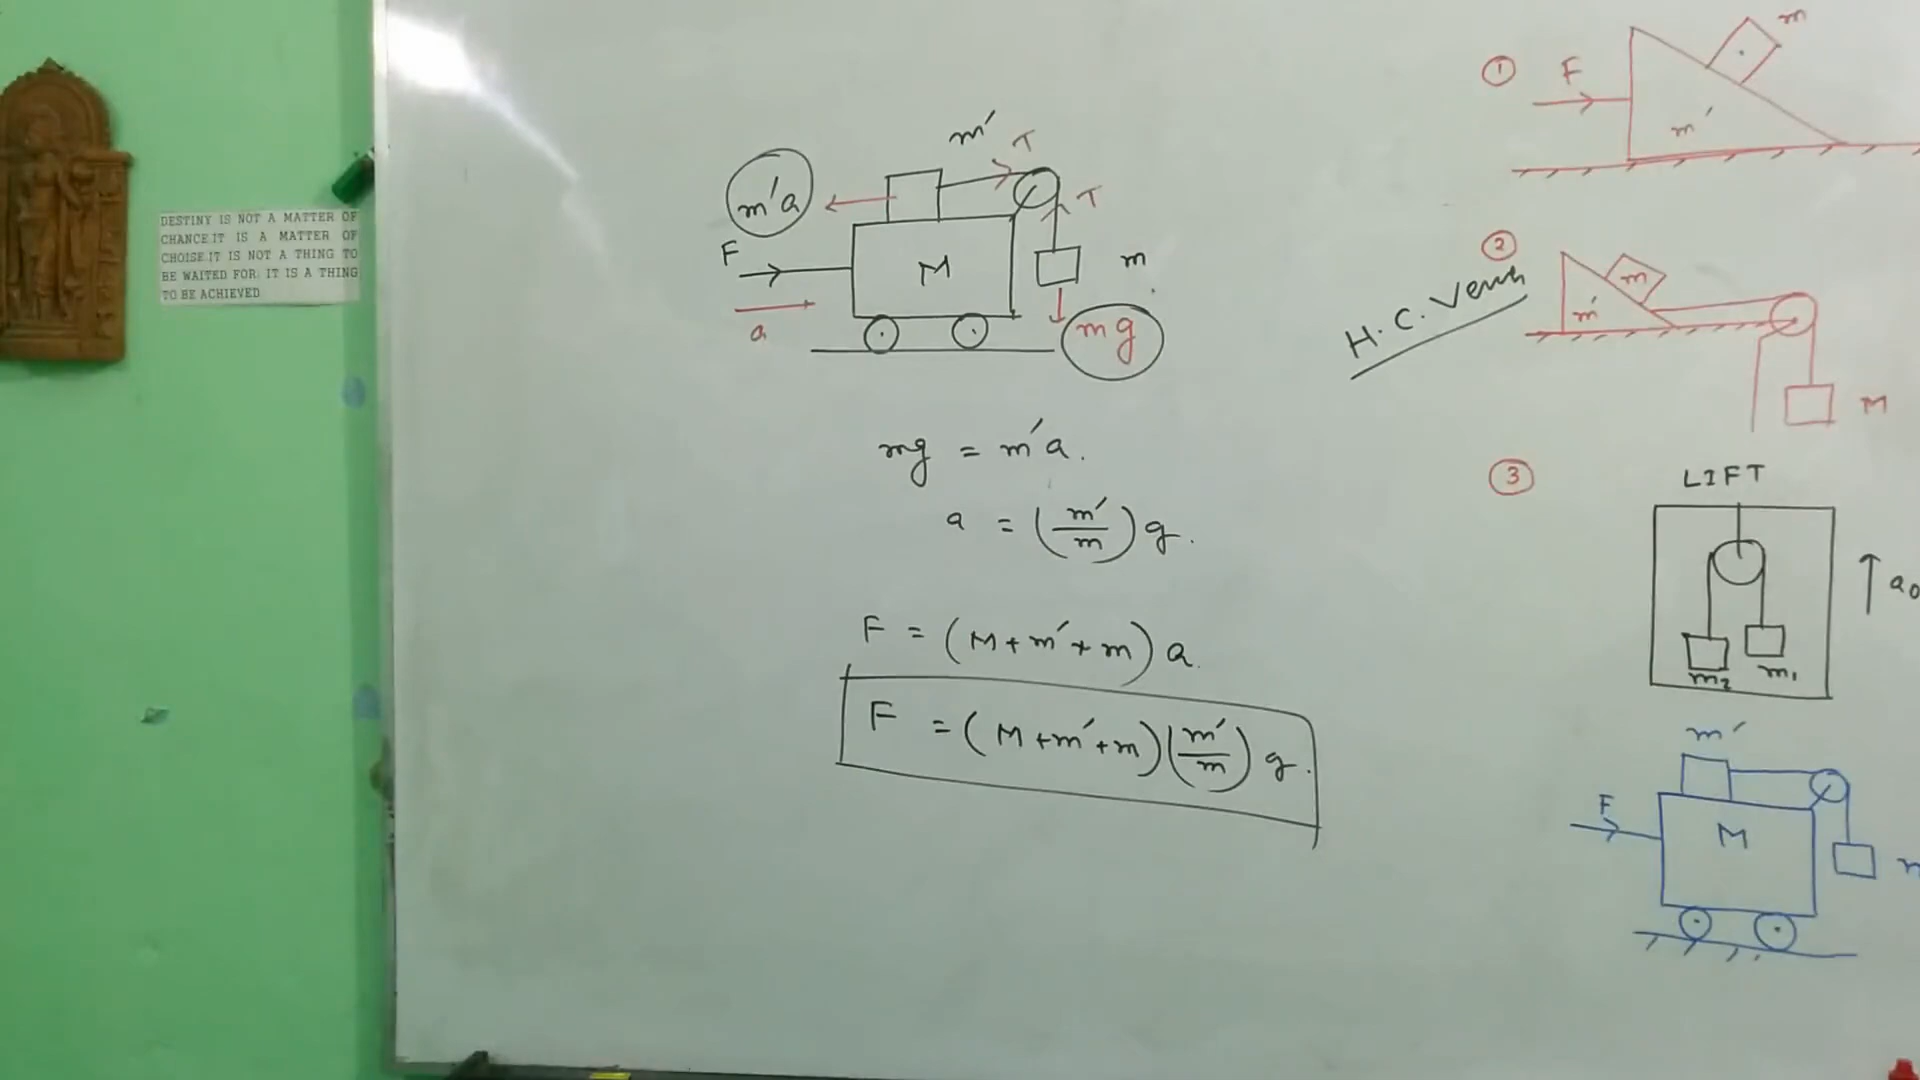 DESTINY IS NOT A MATTER OF
CHANCE.IT IS A MATTER OF
CHOISE.IT IS NOT A THING TO
BE WAITED FOR. IT IS A THING
TO BE ACHIEVED
m'
T
m'a
T
F
M
m
a
mg
mg = m'a.
a = (m'/m) g.
F = (M+m'+m) a.
F = (M+m'+m)(m'/m) g.
1
F
m
m'
2
H.C. Verma
m
m'
M
3
LIFT
a0
m2
m1
m'
F
M